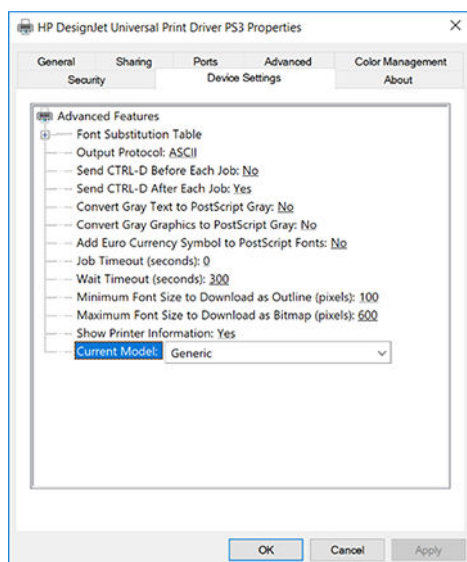 HP DesignJet Universal Print Driver PS3 Properties
General Sharing Ports Advanced Color Management
Security Device Settings About
Advanced Features
Font Substitution Table
Output Protocol: ASCII
Send CTRL-D Before Each Job: No
Send CTRL-D After Each Job: Yes
Convert Gray Text to PostScript Gray: No
Convert Gray Graphics to PostScript Gray: No
Add Euro Currency Symbol to PostScript Fonts: No
Job Timeout (seconds): 0
Wait Timeout (seconds): 300
Minimum Font Size to Download as Outline (pixels): 100
Maximum Font Size to Download as Bitmap (pixels): 600
Show Printer Information: Yes
Current Model: Generic
OK Cancel Apply